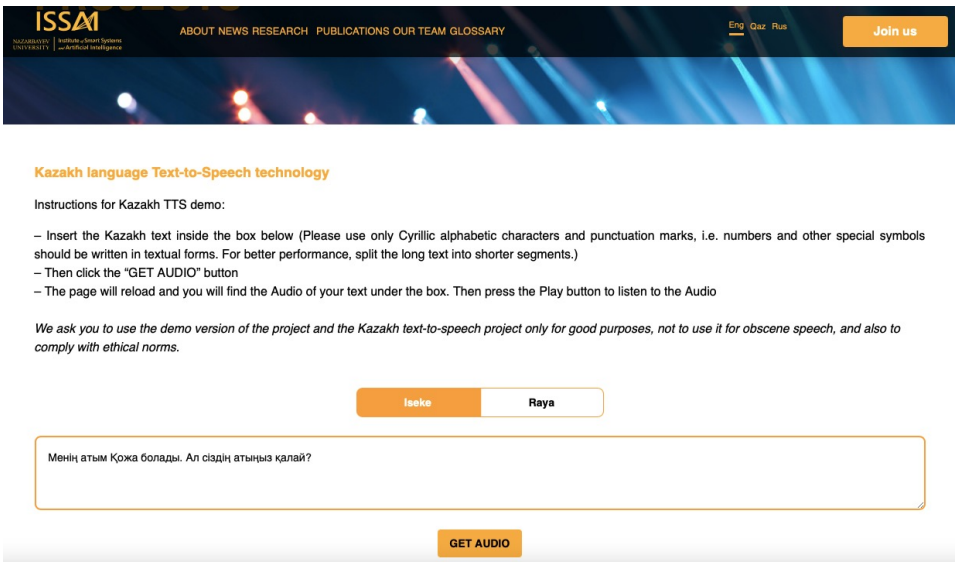 PROJECTS
ISSAI
NAZARBAYEV UNIVERSITY
Institute of Smart Systems and Artificial Intelligence
ABOUT NEWS RESEARCH PUBLICATIONS OUR TEAM GLOSSARY
Eng Qaz Rus
Join us
Kazakh language Text-to-Speech technology
Instructions for Kazakh TTS demo:
– Insert the Kazakh text inside the box below (Please use only Cyrillic alphabetic characters and punctuation marks, i.e. numbers and other special symbols
should be written in textual forms. For better performance, split the long text into shorter segments.)
– Then click the “GET AUDIO” button
– The page will reload and you will find the Audio of your text under the box. Then press the Play button to listen to the Audio
We ask you to use the demo version of the project and the Kazakh text-to-speech project only for good purposes, not to use it for obscene speech, and also to
comply with ethical norms.
Iseke
Raya
Менің атым Қожа болады. Ал сіздің атыңыз қалай?
GET AUDIO